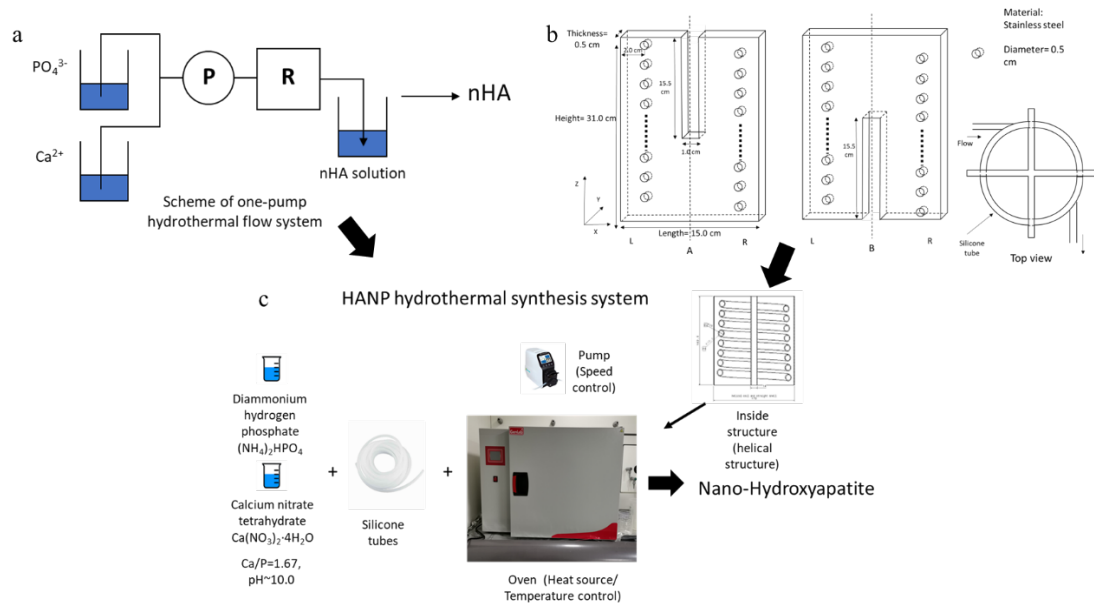 a
PO₄³⁻
Ca²⁺
P
R
nHA
nHA solution
Scheme of one-pump
hydrothermal flow system
b
Thickness=
0.5 cm
2.0 cm
15.5
cm
Height= 31.0 cm
1.0 cm
Z
Y
X
Length= 15.0 cm
L
A
R
15.5
cm
L
B
R
Material:
Stainless steel
Diameter= 0.5
cm
Flow
Silicone
tube
Top view
c
HANP hydrothermal synthesis system
Diammonium
hydrogen
phosphate
(NH₄)₂HPO₄
Calcium nitrate
tetrahydrate
Ca(NO₃)₂·4H₂O
Ca/P=1.67,
pH~10.0
+
Silicone
tubes
+
Pump
(Speed
control)
Oven (Heat source/
Temperature control)
Inside
structure
(helical
structure)
Nano-Hydroxyapatite